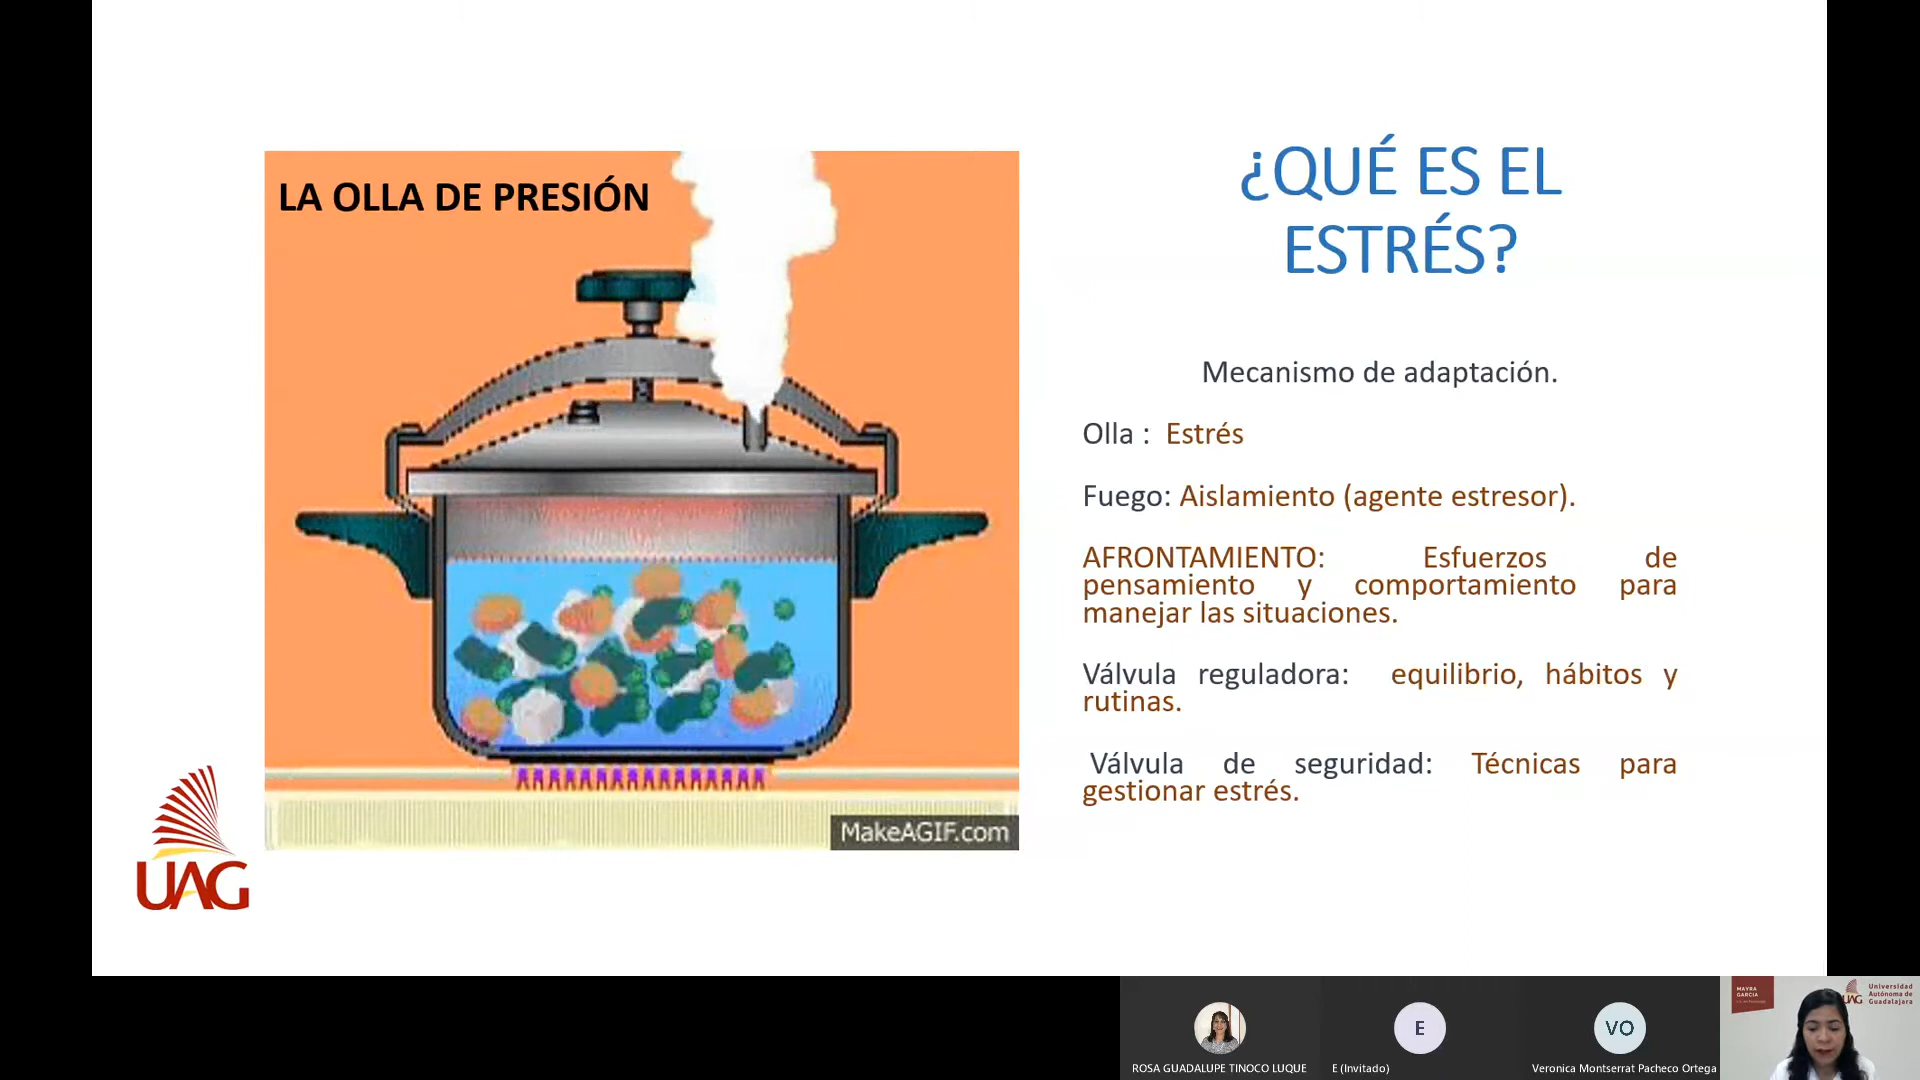 LA OLLA DE PRESIÓN
MakeAGIF.com
UAG
¿QUÉ ES EL
ESTRÉS?
Mecanismo de adaptación.
Olla : Estrés
Fuego: Aislamiento (agente estresor).
AFRONTAMIENTO: Esfuerzos de
pensamiento y comportamiento para
manejar las situaciones.
Válvula reguladora: equilibrio, hábitos y
rutinas.
Válvula de seguridad: Técnicas para
gestionar estrés.
ROSA GUADALUPE TINOCO LUQUE
E
E (Invitado)
VO
Veronica Montserrat Pacheco Ortega
MAYRA
GARCIA
UAG
Universidad
Autónoma de
Guadalajara